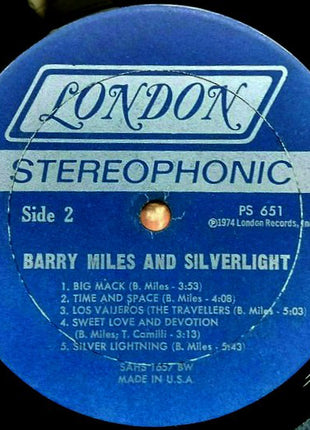 LONDON
STEREOPHONIC
Side 2
PS 651
℗1974 London Records, Inc
BARRY MILES AND SILVERLIGHT
1. BIG MACK (B. Miles - 3:53)
2. TIME AND SPACE (B. Miles - 4:08)
3. LOS VAIJEROS (THE TRAVELLERS (B. Miles - 5:03)
4. SWEET LOVE AND DEVOTION
(B. Miles; T. Camilli - 3:13)
5. SILVER LIGHTNING (B. Miles - 5:43)
SAHS 1657 BW
MADE IN U.S.A.